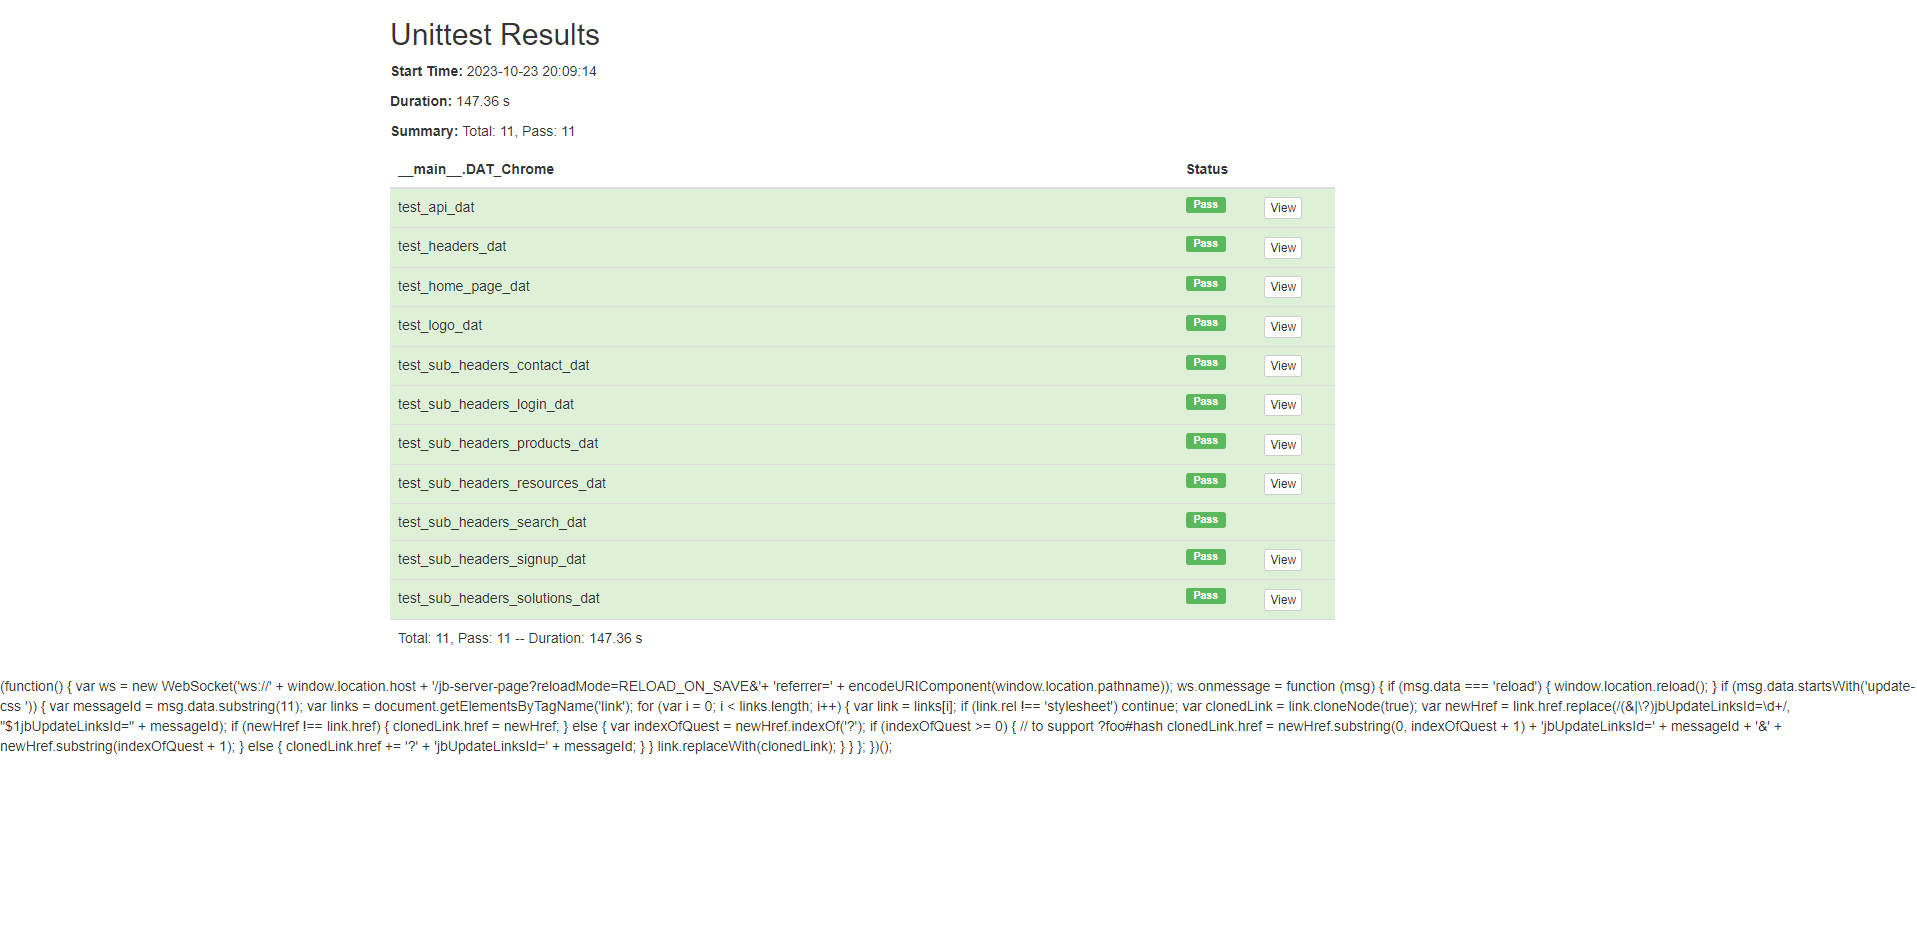 Unittest Results
Start Time: 2023-10-23 20:09:14
Duration: 147.36 s
Summary: Total: 11, Pass: 11
__main__.DAT_Chrome Status
test_api_dat Pass View
test_headers_dat Pass View
test_home_page_dat Pass View
test_logo_dat Pass View
test_sub_headers_contact_dat Pass View
test_sub_headers_login_dat Pass View
test_sub_headers_products_dat Pass View
test_sub_headers_resources_dat Pass View
test_sub_headers_search_dat Pass
test_sub_headers_signup_dat Pass View
test_sub_headers_solutions_dat Pass View
Total: 11, Pass: 11 -- Duration: 147.36 s
(function() { var ws = new WebSocket('ws://' + window.location.host + '/jb-server-page?reloadMode=RELOAD_ON_SAVE&'+ 'referrer=' + encodeURIComponent(window.location.pathname)); ws.onmessage = function (msg) { if (msg.data === 'reload') { window.location.reload(); } if (msg.data.startsWith('update-
css ')) { var messageId = msg.data.substring(11); var links = document.getElementsByTagName('link'); for (var i = 0; i < links.length; i++) { var link = links[i]; if (link.rel !== 'stylesheet') continue; var clonedLink = link.cloneNode(true); var newHref = link.href.replace(/(&|\?)jbUpdateLinksId=\d+/,
"$1jbUpdateLinksId=" + messageId); if (newHref !== link.href) { clonedLink.href = newHref; } else { var indexOfQuest = newHref.indexOf('?'); if (indexOfQuest >= 0) { // to support ?foo#hash clonedLink.href = newHref.substring(0, indexOfQuest + 1) + 'jbUpdateLinksId=' + messageId + '&' +
newHref.substring(indexOfQuest + 1); } else { clonedLink.href += '?' + 'jbUpdateLinksId=' + messageId; } } link.replaceWith(clonedLink); } } }; })();